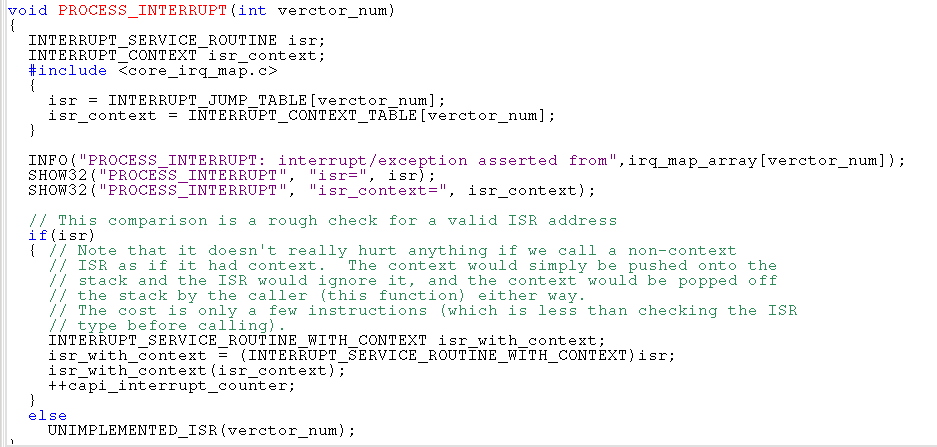 void PROCESS_INTERRUPT(int verctor_num)
{
  INTERRUPT_SERVICE_ROUTINE isr;
  INTERRUPT_CONTEXT isr_context;
  #include <core_irq_map.c>
  {
    isr = INTERRUPT_JUMP_TABLE[verctor_num];
    isr_context = INTERRUPT_CONTEXT_TABLE[verctor_num];
  }
  INFO("PROCESS_INTERRUPT: interrupt/exception asserted from",irq_map_array[verctor_num]);
  SHOW32("PROCESS_INTERRUPT", "isr=", isr);
  SHOW32("PROCESS_INTERRUPT", "isr_context=", isr_context);
  // This comparison is a rough check for a valid ISR address
  if(isr)
  { // Note that it doesn't really hurt anything if we call a non-context
    // ISR as if it had context.  The context would simply be pushed onto the
    // stack and the ISR would ignore it, and the context would be popped off
    // the stack by the caller (this function) either way.
    // The cost is only a few instructions (which is less than checking the ISR
    // type before calling).
    INTERRUPT_SERVICE_ROUTINE_WITH_CONTEXT isr_with_context;
    isr_with_context = (INTERRUPT_SERVICE_ROUTINE_WITH_CONTEXT)isr;
    isr_with_context(isr_context);
    ++capi_interrupt_counter;
  }
  else
    UNIMPLEMENTED_ISR(verctor_num);